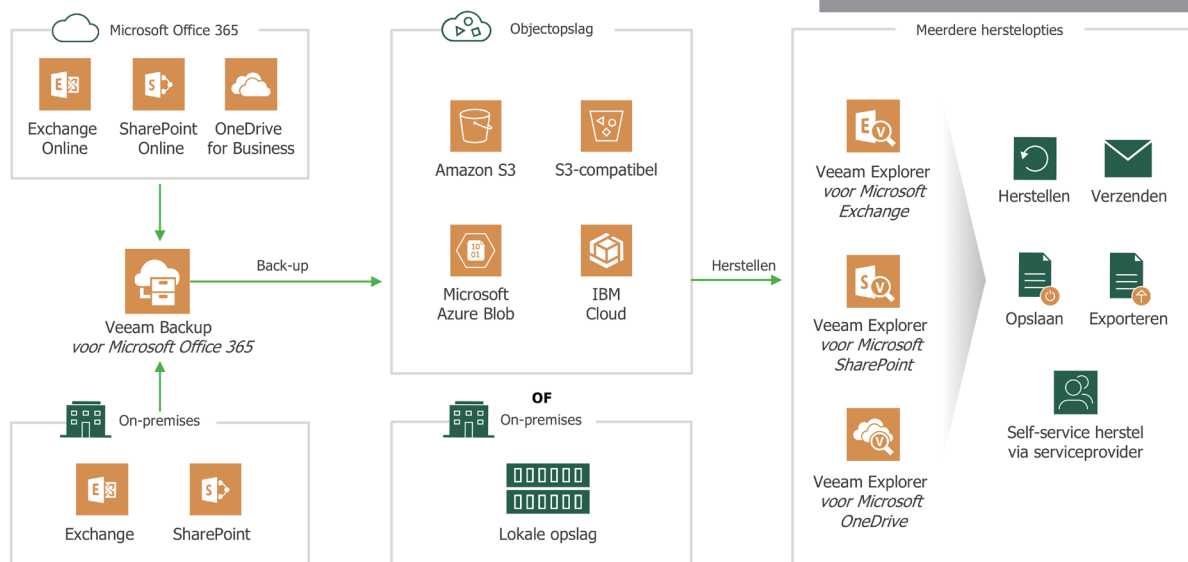 Microsoft Office 365
Exchange
Online
SharePoint
Online
OneDrive
for Business
Veeam Backup
voor Microsoft Office 365
On-premises
Exchange
SharePoint
Back-up
Objectopslag
Amazon S3
S3-compatibel
Microsoft
Azure Blob
IBM
Cloud
OF
On-premises
Lokale opslag
Herstellen
Meerdere herstelopties
Veeam Explorer
voor Microsoft
Exchange
Veeam Explorer
voor Microsoft
SharePoint
Veeam Explorer
voor Microsoft
OneDrive
Herstellen
Verzenden
Opslaan
Exporteren
Self-service herstel
via serviceprovider